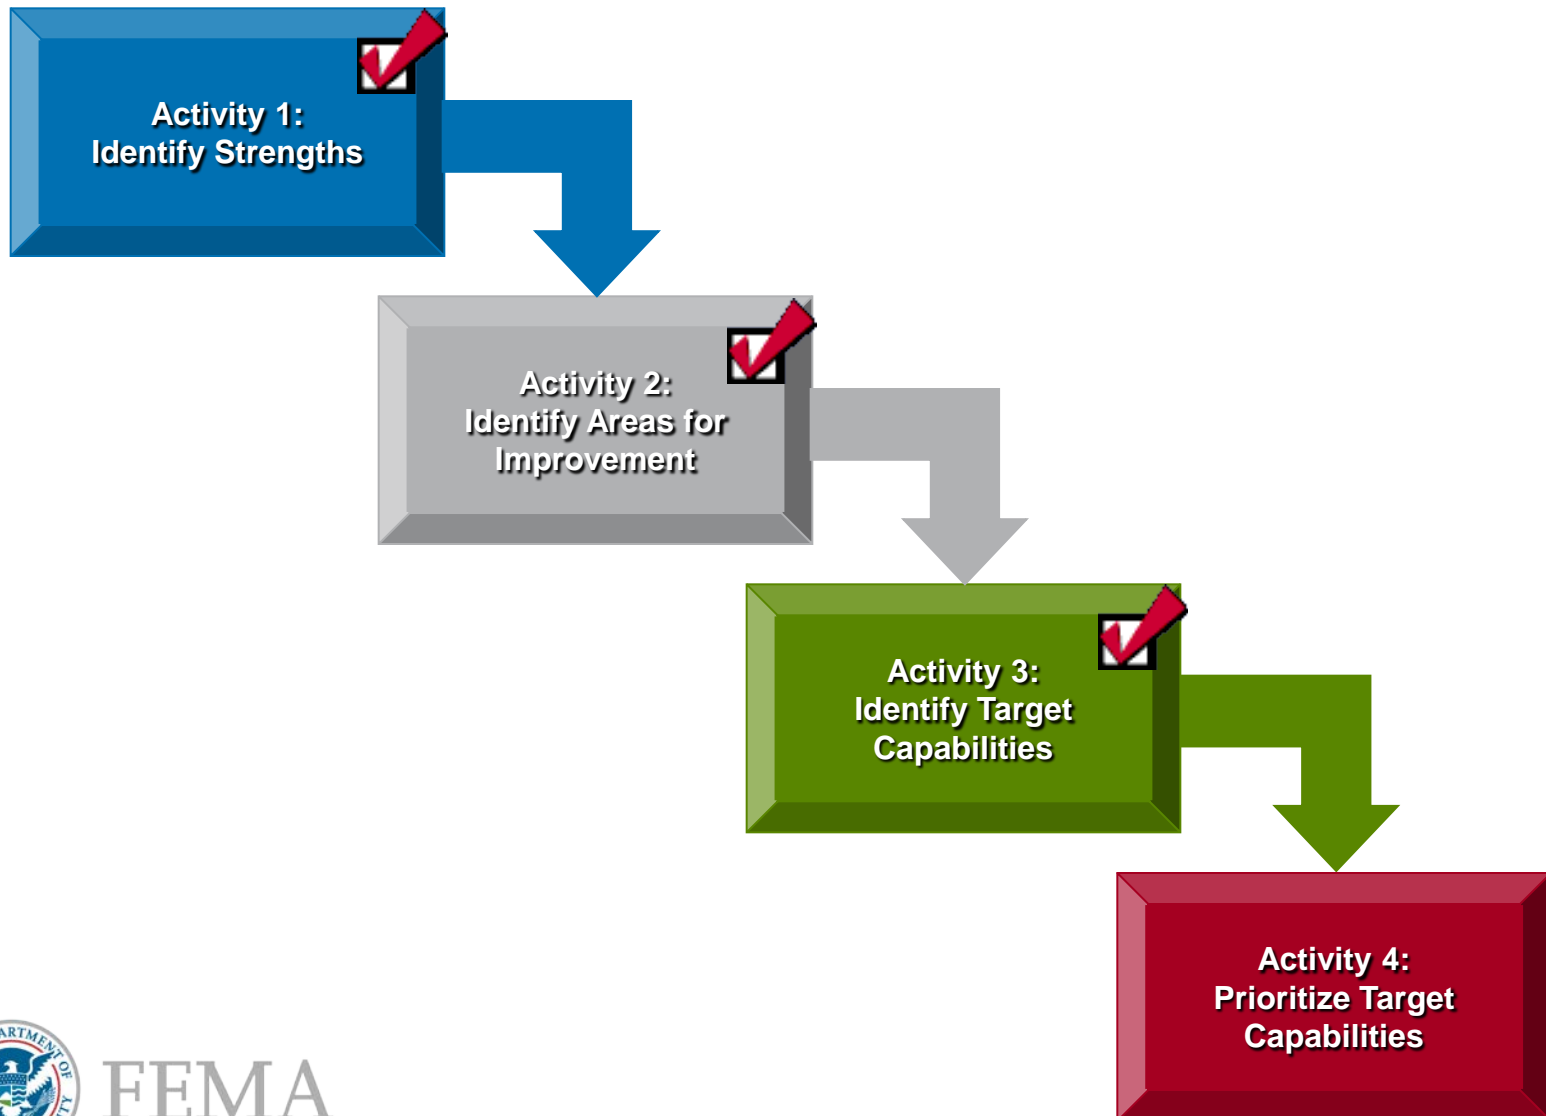 Activity 1:
Identify Strengths
Activity 2:
Identify Areas for
Improvement
Activity 3:
Identify Target
Capabilities
Activity 4:
Prioritize Target
Capabilities
FEMA